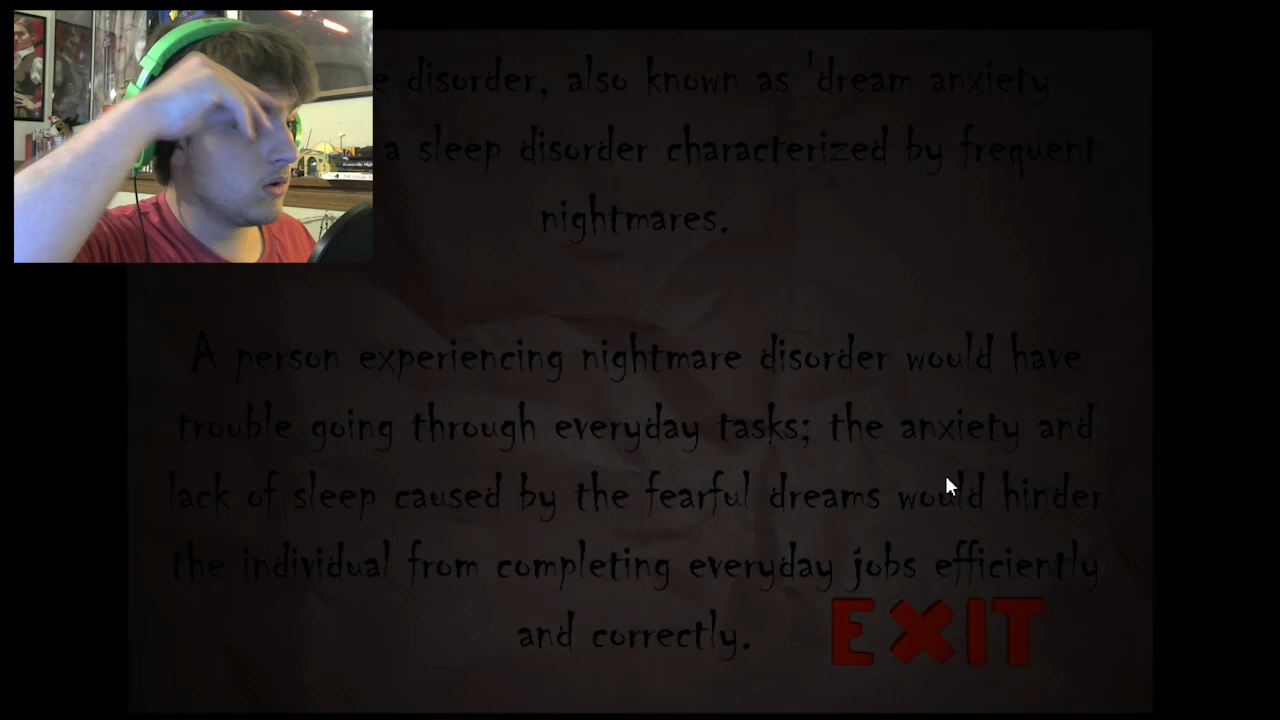 e disorder, also known as 'dream anxiety
a sleep disorder characterized by frequent
nightmares.
A person experiencing nightmare disorder would have
trouble going through everyday tasks; the anxiety and
lack of sleep caused by the fearful dreams would hinder
the individual from completing everyday jobs efficiently
and correctly.
EXIT